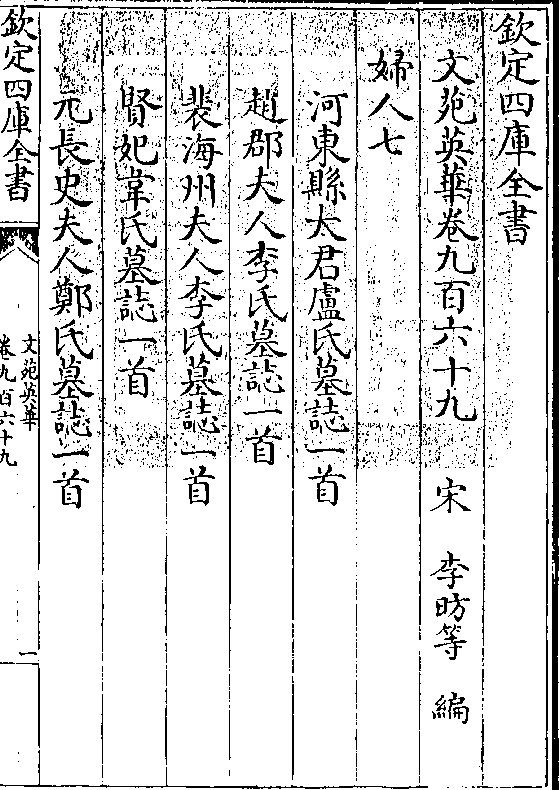 欽定四庫全書
文苑英華卷九百六十九　宋　李昉等　編
婦人七
河東縣太君盧氏墓誌一首
趙郡夫人李氏墓誌一首
裴海州夫人李氏墓誌一首
賢妃韋氏墓誌一首
元長史夫人鄭氏墓誌一首
欽定四庫全書
文苑英華
卷九百六十九
一